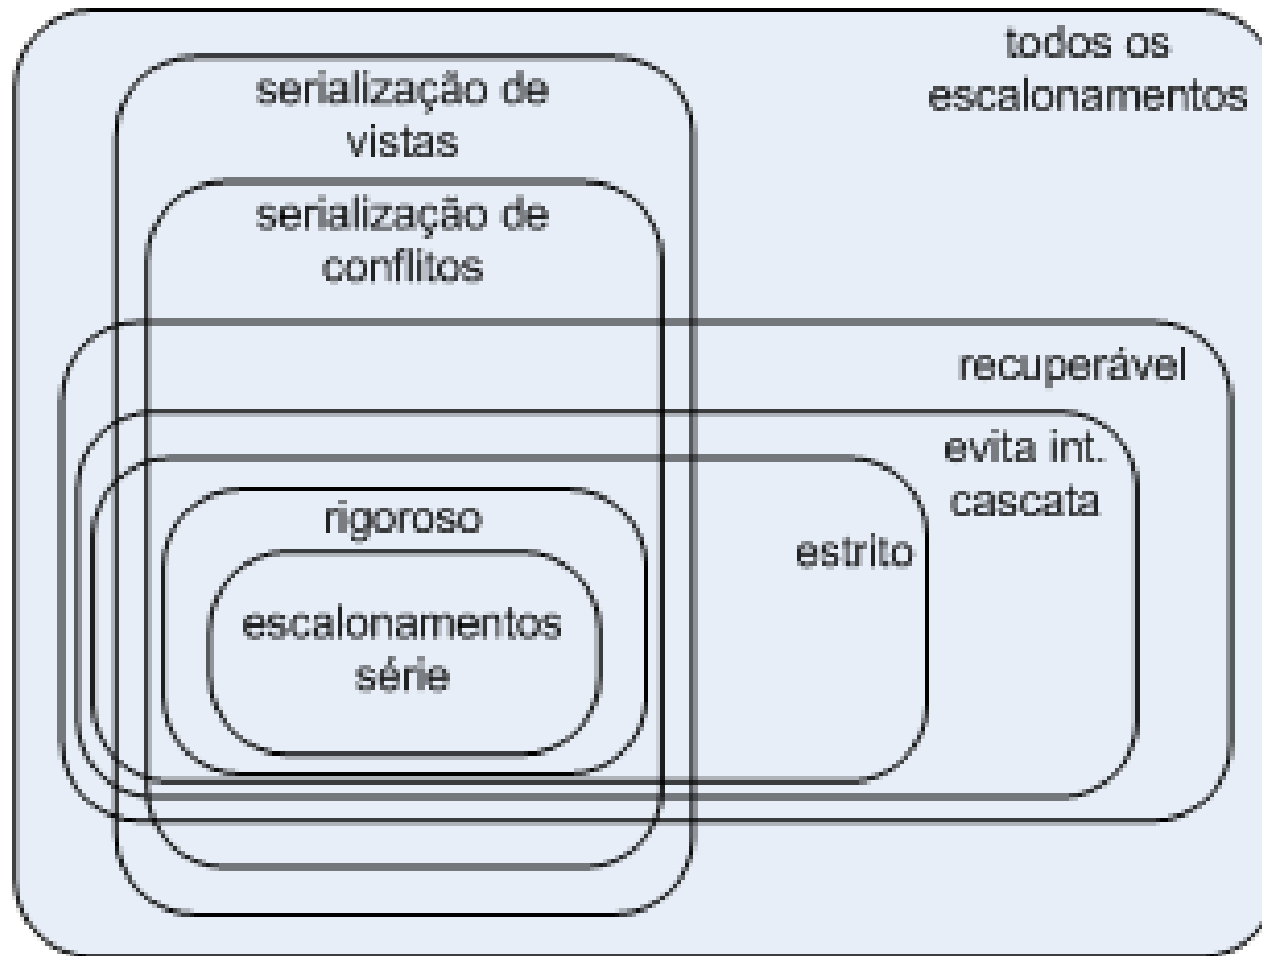 todos os
escalonamentos
serialização de
vistas
serialização de
conflitos
recuperável
evita int.
cascata
estrito
rigoroso
escalonamentos
série